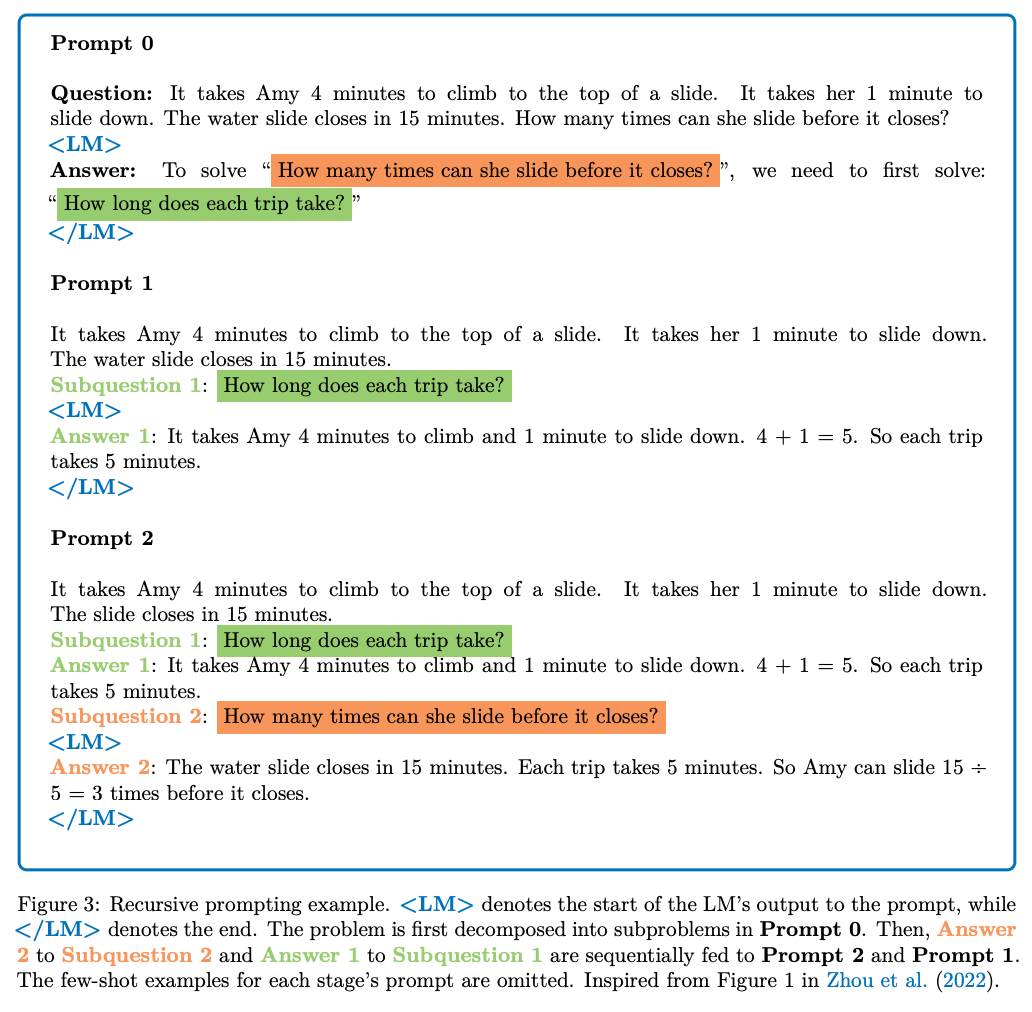 Prompt 0
Question: It takes Amy 4 minutes to climb to the top of a slide. It takes her 1 minute to
slide down. The water slide closes in 15 minutes. How many times can she slide before it closes?
<LM>
Answer: To solve “ How many times can she slide before it closes? ”, we need to first solve:
“ How long does each trip take? ”
</LM>
Prompt 1
It takes Amy 4 minutes to climb to the top of a slide. It takes her 1 minute to slide down.
The water slide closes in 15 minutes.
Subquestion 1: How long does each trip take?
<LM>
Answer 1: It takes Amy 4 minutes to climb and 1 minute to slide down. 4 + 1 = 5. So each trip
takes 5 minutes.
</LM>
Prompt 2
It takes Amy 4 minutes to climb to the top of a slide. It takes her 1 minute to slide down.
The slide closes in 15 minutes.
Subquestion 1: How long does each trip take?
Answer 1: It takes Amy 4 minutes to climb and 1 minute to slide down. 4 + 1 = 5. So each trip
takes 5 minutes.
Subquestion 2: How many times can she slide before it closes?
<LM>
Answer 2: The water slide closes in 15 minutes. Each trip takes 5 minutes. So Amy can slide 15 ÷
5 = 3 times before it closes.
</LM>
Figure 3: Recursive prompting example. <LM> denotes the start of the LM’s output to the prompt, while
</LM> denotes the end. The problem is first decomposed into subproblems in Prompt 0. Then, Answer
2 to Subquestion 2 and Answer 1 to Subquestion 1 are sequentially fed to Prompt 2 and Prompt 1.
The few-shot examples for each stage’s prompt are omitted. Inspired from Figure 1 in Zhou et al. (2022).